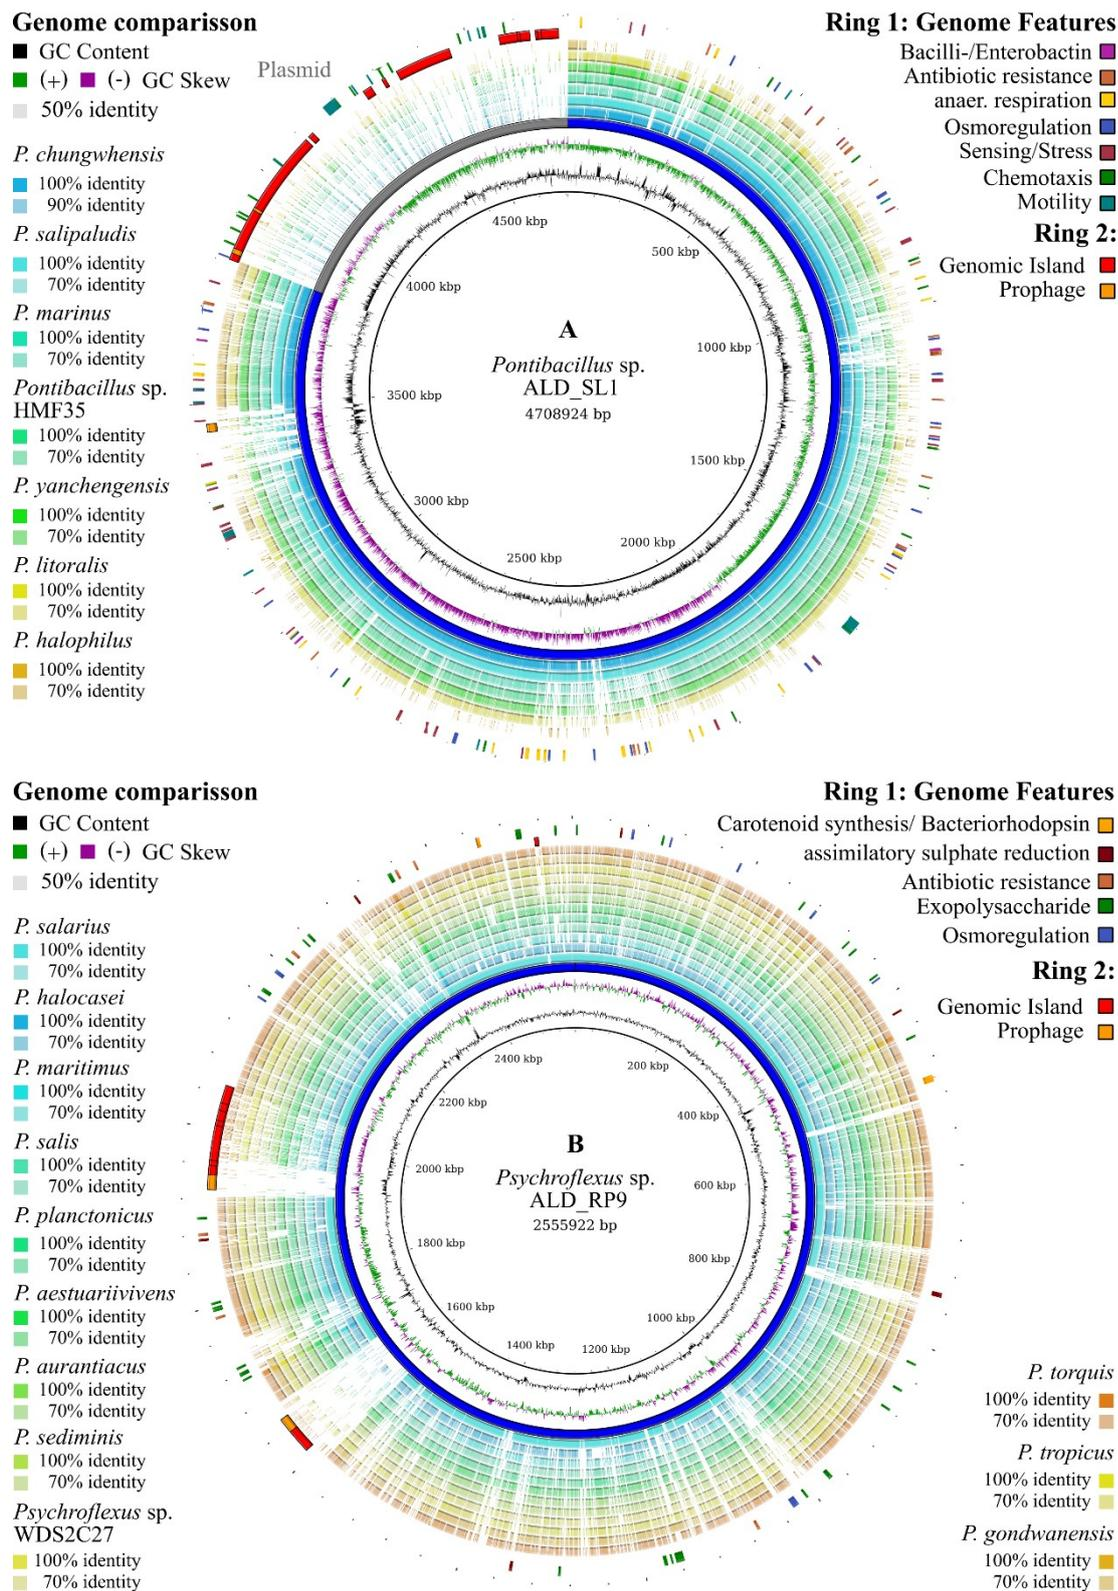 Genome comparisson
GC Content
(+) (-) GC Skew
50% identity
P. chungwhensis
100% identity
90% identity
P. salipaludis
100% identity
70% identity
P. marinus
100% identity
70% identity
Pontibacillus sp.
HMF35
100% identity
70% identity
P. yanchengensis
100% identity
70% identity
P. litoralis
100% identity
70% identity
P. halophilus
100% identity
70% identity
Plasmid
Ring 1: Genome Features
Bacilli-/Enterobactin
Antibiotic resistance
anaer. respiration
Osmoregulation
Sensing/Stress
Chemotaxis
Motility
Ring 2:
Genomic Island
Prophage
4500 kbp
500 kbp
4000 kbp
1000 kbp
3500 kbp
1500 kbp
3000 kbp
2500 kbp
2000 kbp
A
Pontibacillus sp.
ALD_SL1
4708924 bp
Genome comparisson
GC Content
(+) (-) GC Skew
50% identity
P. salarius
100% identity
70% identity
P. halocasei
100% identity
70% identity
P. maritimus
100% identity
70% identity
P. salis
100% identity
70% identity
P. planctonicus
100% identity
70% identity
P. aestuariivivens
100% identity
70% identity
P. aurantiacus
100% identity
70% identity
P. sediminis
100% identity
70% identity
Psychroflexus sp.
WDS2C27
100% identity
70% identity
Ring 1: Genome Features
Carotenoid synthesis/ Bacteriorhodopsin
assimilatory sulphate reduction
Antibiotic resistance
Exopolysaccharide
Osmoregulation
Ring 2:
Genomic Island
Prophage
2400 kbp
200 kbp
2200 kbp
400 kbp
2000 kbp
600 kbp
1800 kbp
800 kbp
1600 kbp
1000 kbp
1400 kbp
1200 kbp
B
Psychroflexus sp.
ALD_RP9
2555922 bp
P. torquis
100% identity
70% identity
P. tropicus
100% identity
70% identity
P. gondwanensis
100% identity
70% identity